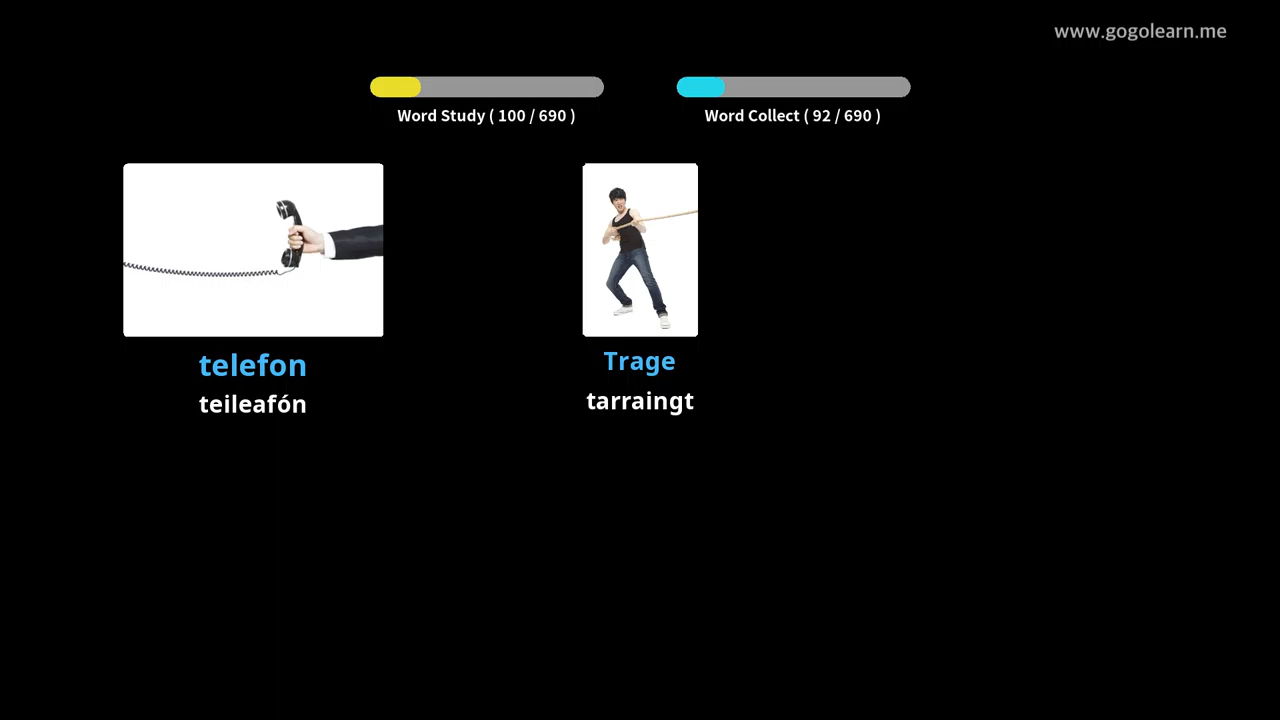 www.gogolearn.me
Word Study ( 100 / 690 )
Word Collect ( 92 / 690 )
telefon
teileafón
Trage
tarraingt